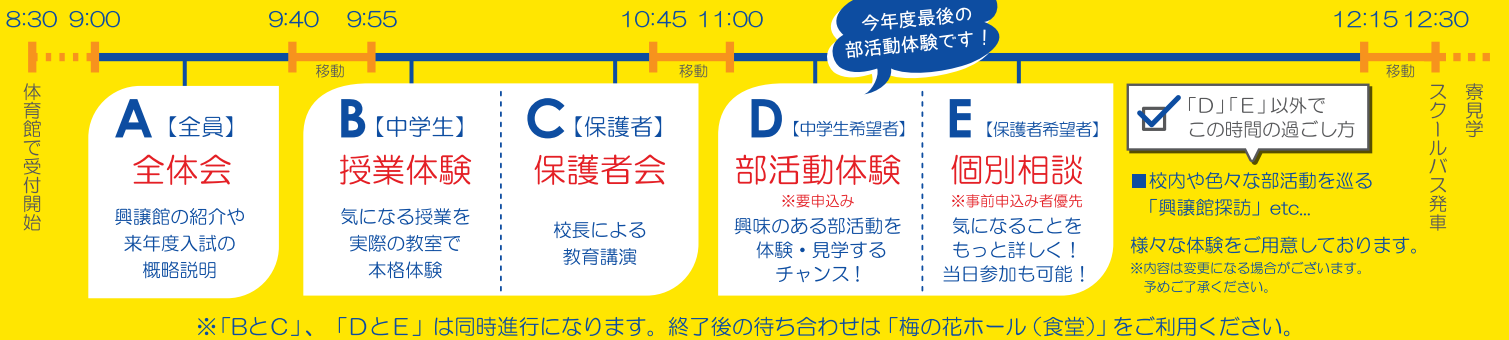 8:30 9:00 9:40 9:55 10:45 11:00 12:15 12:30
今年度最後の
部活動体験です！
移動 移動 移動
体育館で受付開始
A【全員】
全体会
興譲館の紹介や
来年度入試の
概略説明
B【中学生】
授業体験
気になる授業を
実際の教室で
本格体験
C【保護者】
保護者会
校長による
教育講演
D【中学生希望者】
部活動体験
※要申込み
興味のある部活動を
体験・見学する
チャンス！
E【保護者希望者】
個別相談
※事前申込み者優先
気になることを
もっと詳しく！
当日参加も可能！
「D」「E」以外で
この時間の過ごし方
■校内や色々な部活動を巡る
「興譲館探訪」etc...
様々な体験をご用意しております。
※内容は変更になる場合がございます。
予めご了承ください。
スクールバス発車
寮見学
※「BとC」、「DとE」は同時進行になります。終了後の待ち合わせは「梅の花ホール（食堂）」をご利用ください。